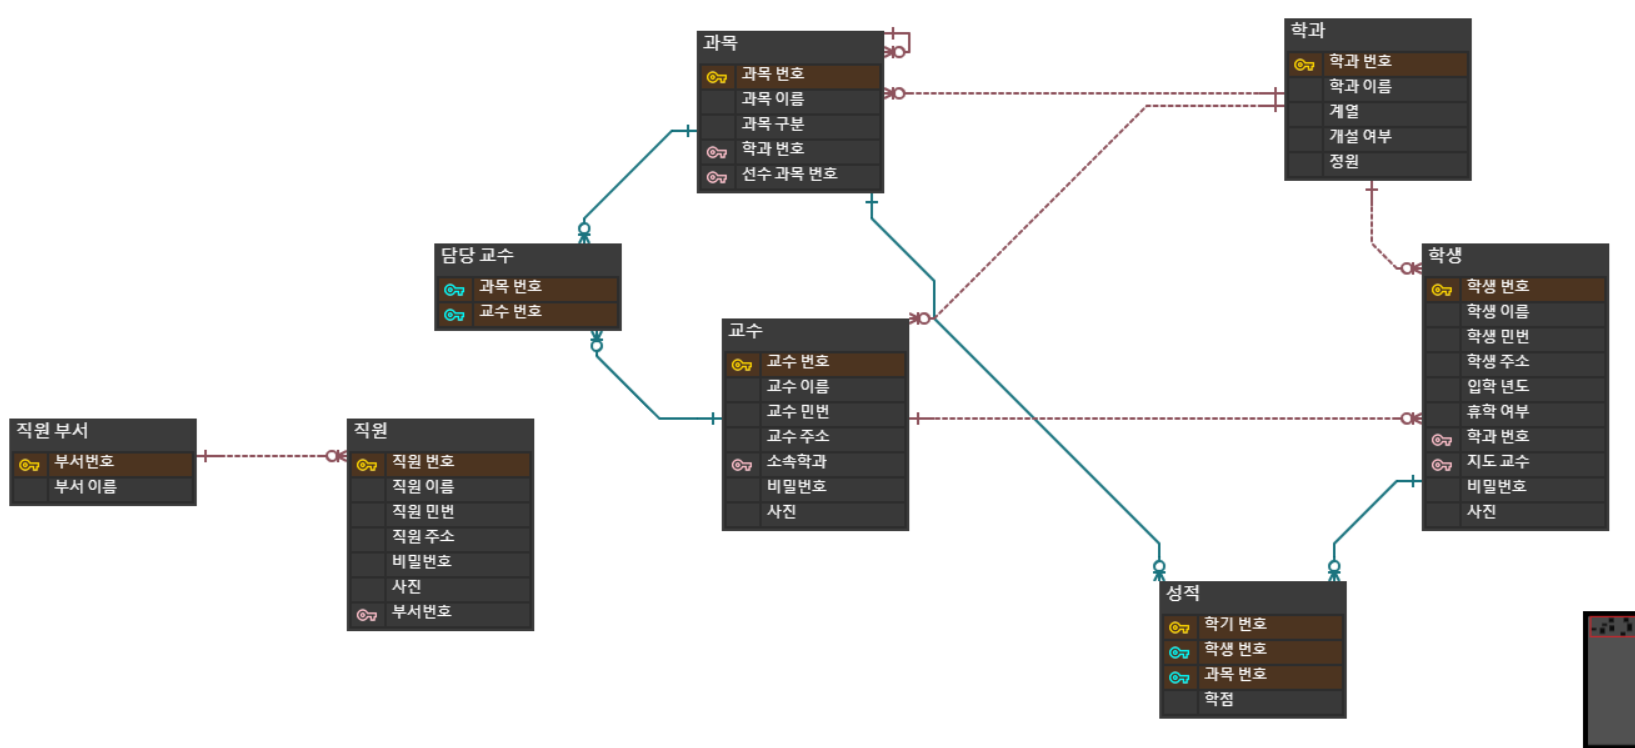 과목
과목 번호
과목 이름
과목 구분
학과 번호
선수 과목 번호
학과
학과 번호
학과 이름
계열
개설 여부
정원
담당 교수
과목 번호
교수 번호
학생
학생 번호
학생 이름
학생 민번
학생 주소
입학 년도
휴학 여부
학과 번호
지도 교수
비밀번호
사진
교수
교수 번호
교수 이름
교수 민번
교수 주소
소속학과
비밀번호
사진
직원 부서
부서번호
부서 이름
직원
직원 번호
직원 이름
직원 민번
직원 주소
비밀번호
사진
부서번호
성적
학기 번호
학생 번호
과목 번호
학점